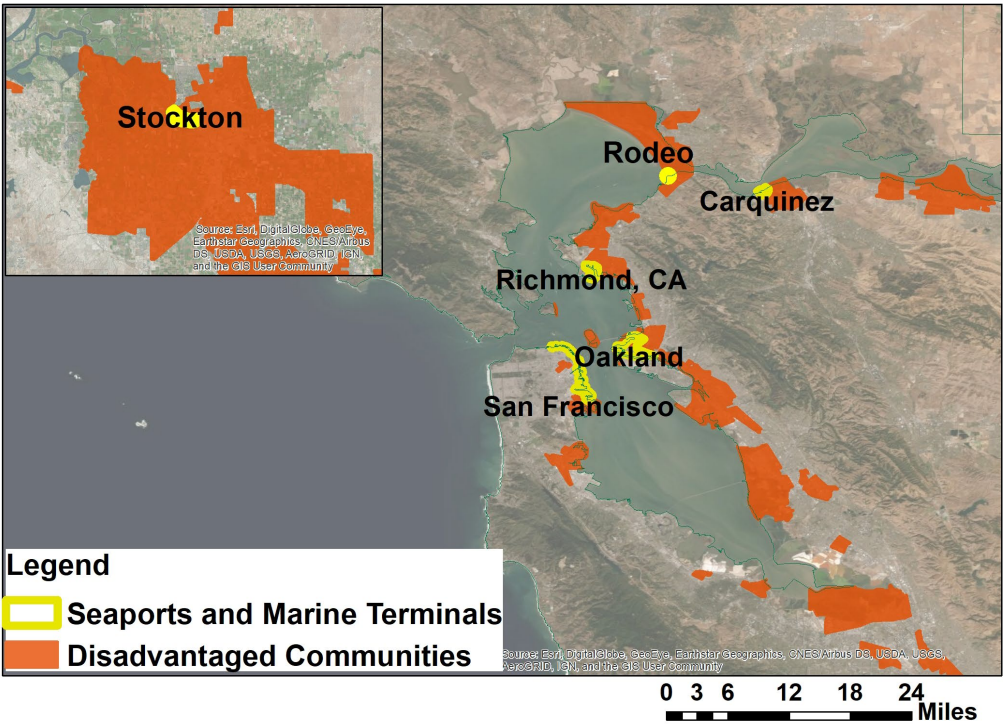 Stockton
Source: Esri, DigitalGlobe, GeoEye,
Earthstar Geographics, CNES/Airbus
DS, USDA, USGS, AeroGRID, IGN,
and the GIS User Community
Rodeo
Carquinez
Richmond, CA
Oakland
San Francisco
Legend
Seaports and Marine Terminals
Disadvantaged Communities
Source: Esri, DigitalGlobe, GeoEye, Earthstar Geographics, CNES/Airbus DS, USDA, USGS,
AeroGRID, IGN, and the GIS User Community
0 3 6 12 18 24
Miles